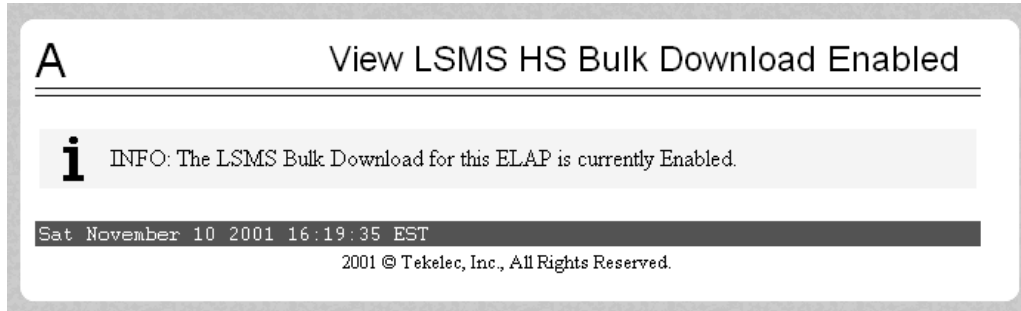 A View LSMS HS Bulk Download Enabled
i INFO: The LSMS Bulk Download for this ELAP is currently Enabled.
Sat November 10 2001 16:19:35 EST
2001 © Tekelec, Inc., All Rights Reserved.